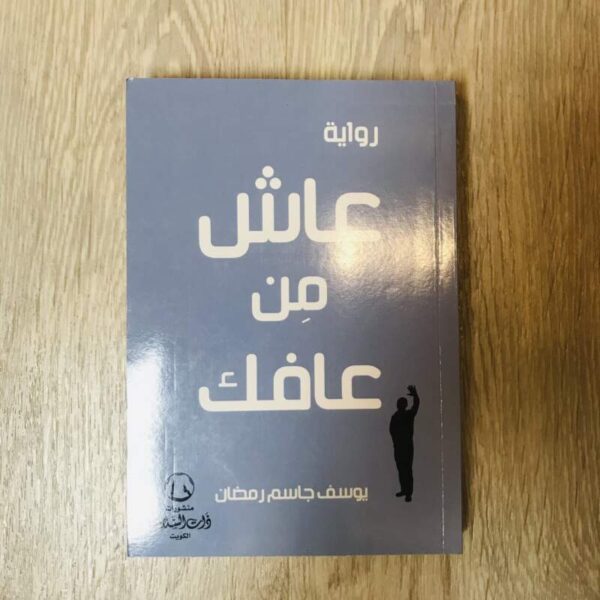 رواية
عاش
مِن
عافك
يوسف جاسم رمضان
منشورات
ذات السلاسل
الكويت